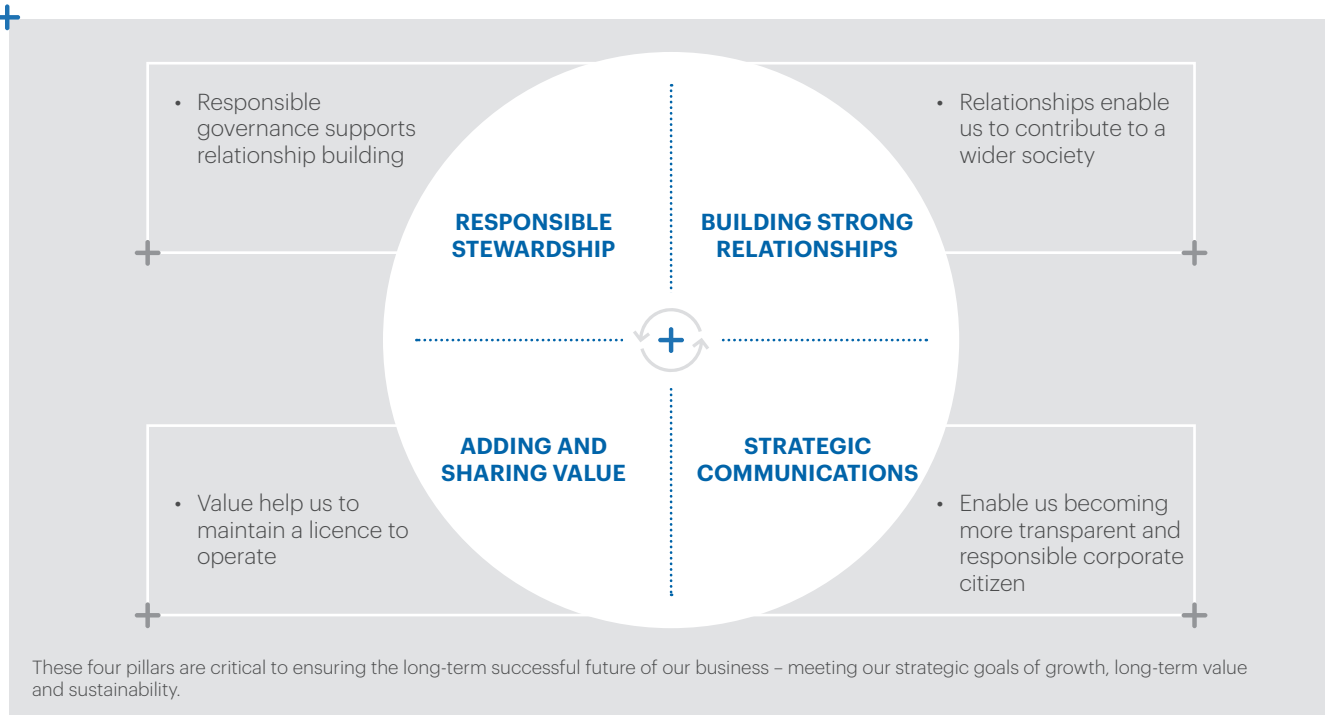 • Responsible
governance supports
relationship building
• Relationships enable
us to contribute to a
wider society
RESPONSIBLE
STEWARDSHIP
BUILDING STRONG
RELATIONSHIPS
ADDING AND
SHARING VALUE
STRATEGIC
COMMUNICATIONS
• Value help us to
maintain a licence to
operate
• Enable us becoming
more transparent and
responsible corporate
citizen
These four pillars are critical to ensuring the long-term successful future of our business – meeting our strategic goals of growth, long-term value
and sustainability.